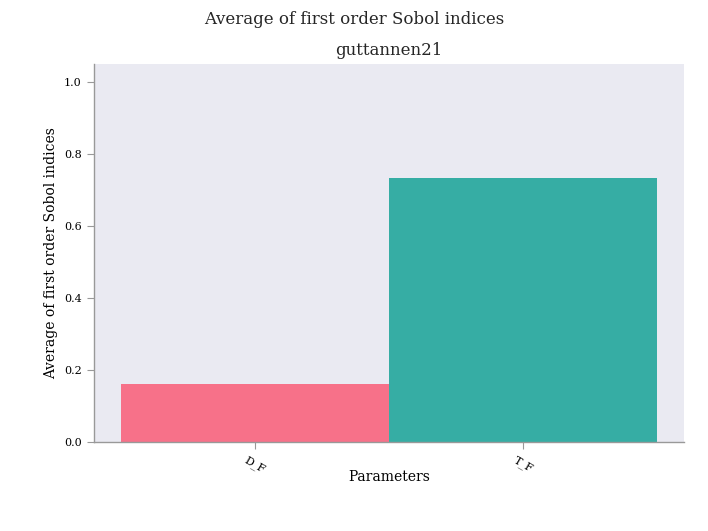 Average of first order Sobol indices
guttannen21
Average of first order Sobol indices
1.0
0.8
0.6
0.4
0.2
0.0
D_F
T_F
Parameters